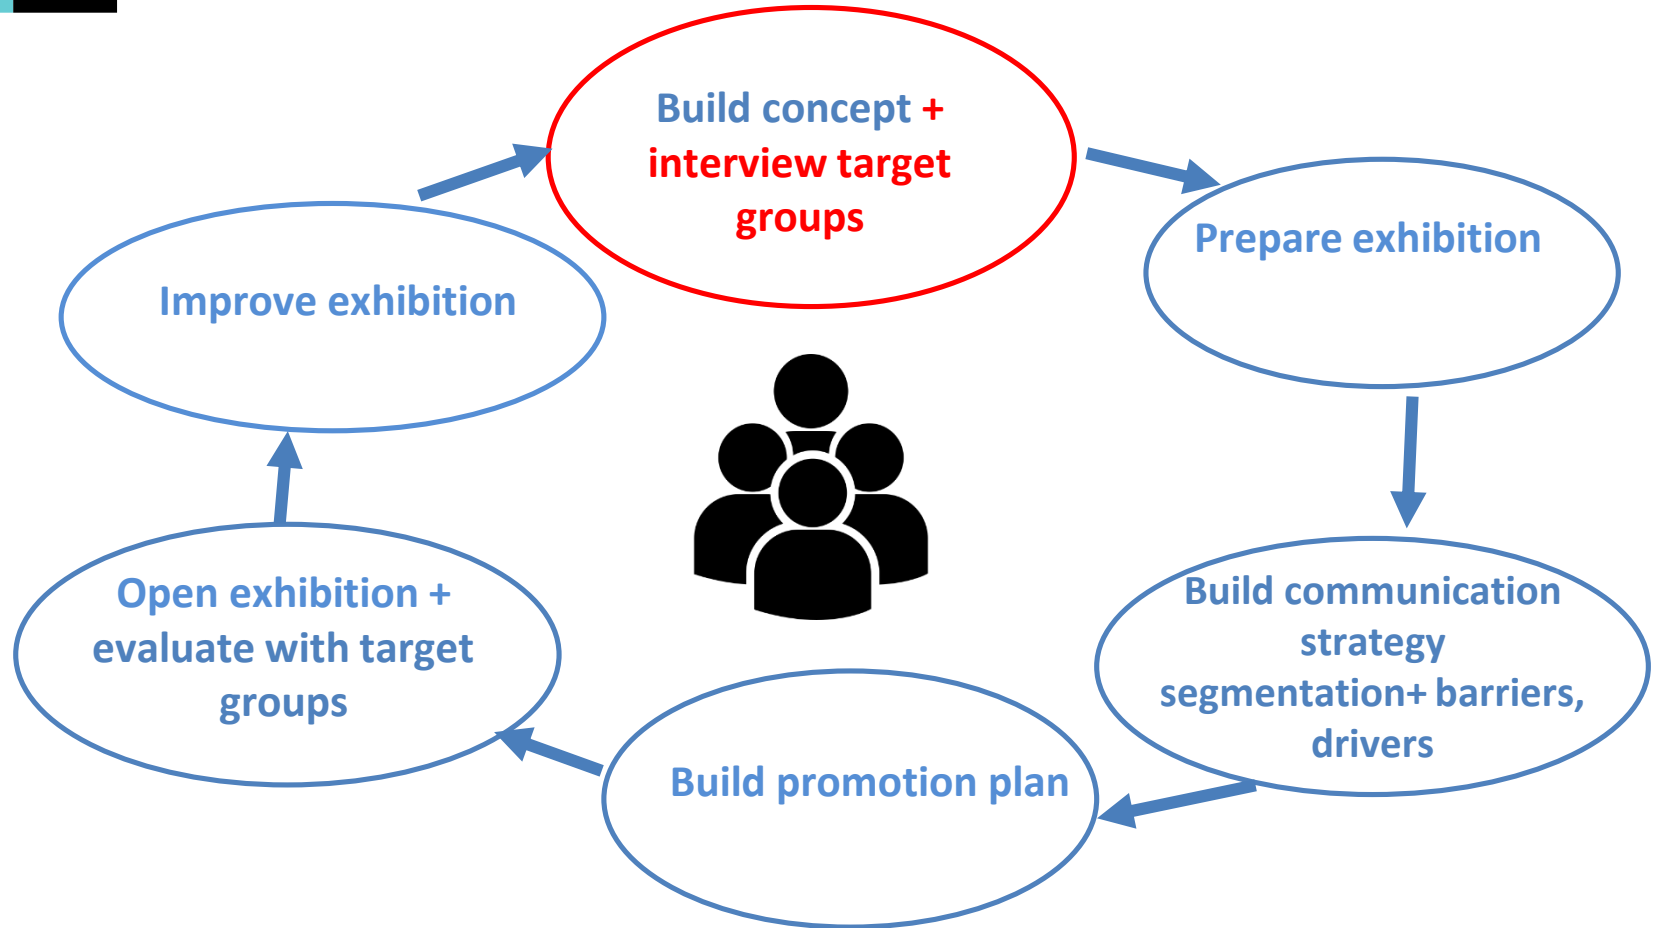 Build concept +
interview target
groups
Prepare exhibition
Improve exhibition
Open exhibition +
evaluate with target
groups
Build communication
strategy
segmentation+ barriers,
drivers
Build promotion plan